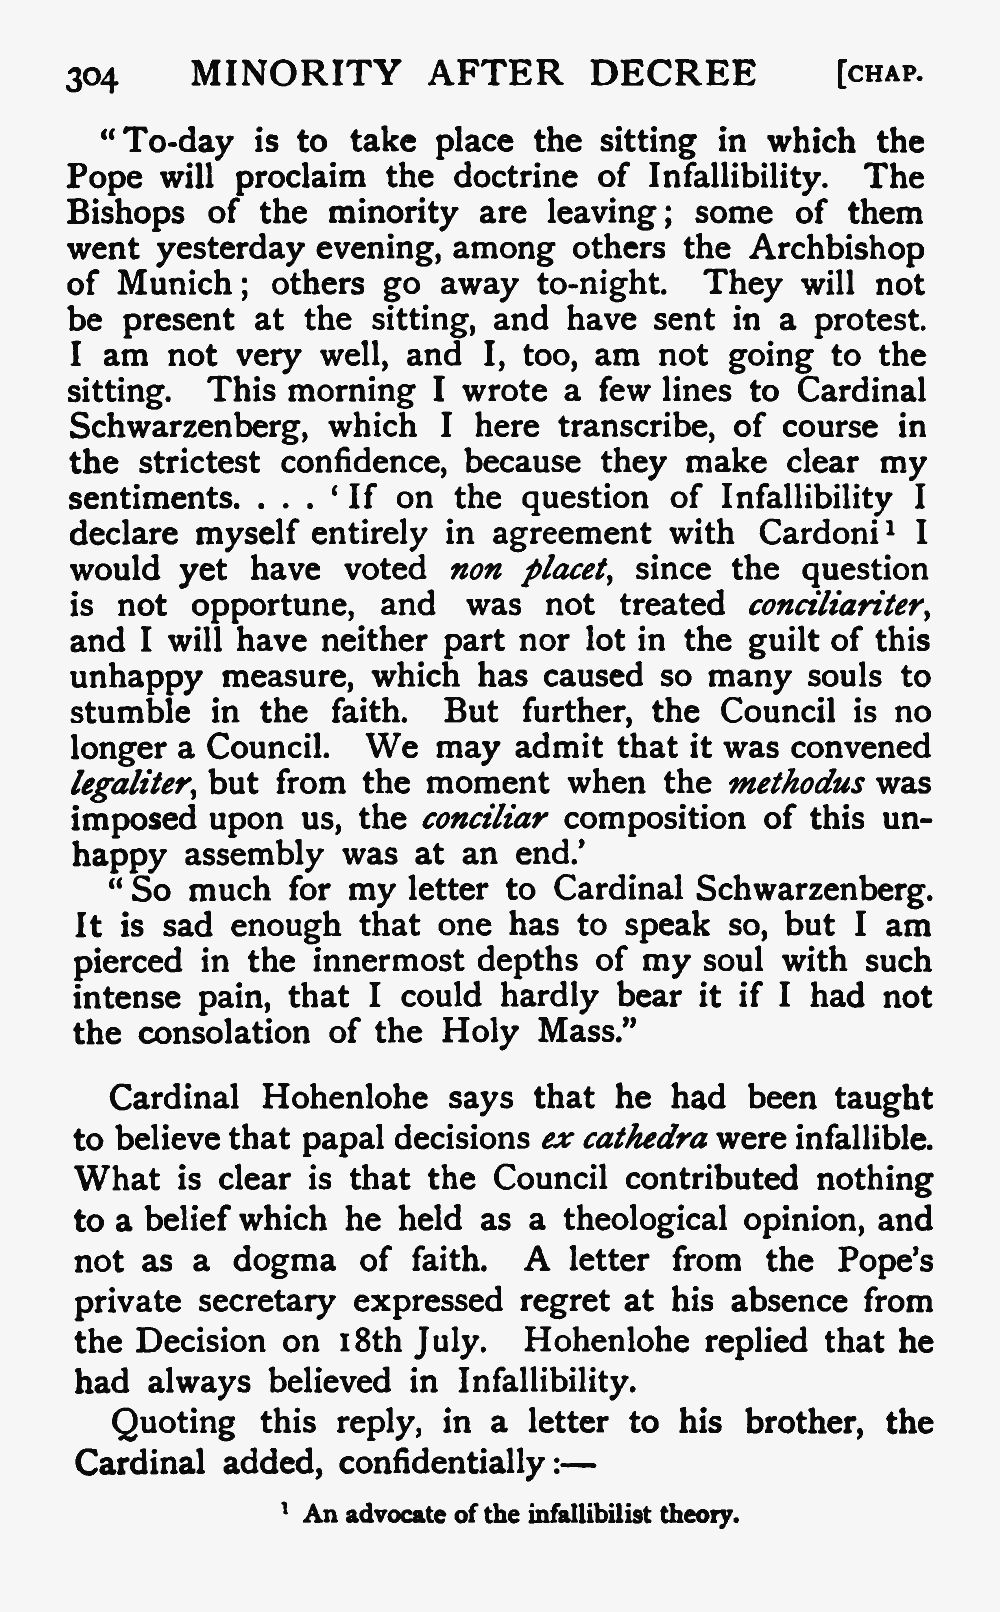 304 MINORITY AFTER DECREE [CHAP.
“To-day is to take place the sitting in which the
Pope will proclaim the doctrine of Infallibility. The
Bishops of the minority are leaving; some of them
went yesterday evening, among others the Archbishop
of Munich; others go away to-night. They will not
be present at the sitting, and have sent in a protest.
I am not very well, and I, too, am not going to the
sitting. This morning I wrote a few lines to Cardinal
Schwarzenberg, which I here transcribe, of course in
the strictest confidence, because they make clear my
sentiments. . . . ‘If on the question of Infallibility I
declare myself entirely in agreement with Cardoni¹ I
would yet have voted non placet, since the question
is not opportune, and was not treated conciliariter,
and I will have neither part nor lot in the guilt of this
unhappy measure, which has caused so many souls to
stumble in the faith. But further, the Council is no
longer a Council. We may admit that it was convened
legaliter, but from the moment when the methodus was
imposed upon us, the conciliar composition of this un-
happy assembly was at an end.’
“So much for my letter to Cardinal Schwarzenberg.
It is sad enough that one has to speak so, but I am
pierced in the innermost depths of my soul with such
intense pain, that I could hardly bear it if I had not
the consolation of the Holy Mass.”
Cardinal Hohenlohe says that he had been taught
to believe that papal decisions ex cathedra were infallible.
What is clear is that the Council contributed nothing
to a belief which he held as a theological opinion, and
not as a dogma of faith. A letter from the Pope’s
private secretary expressed regret at his absence from
the Decision on 18th July. Hohenlohe replied that he
had always believed in Infallibility.
Quoting this reply, in a letter to his brother, the
Cardinal added, confidentially:—
¹ An advocate of the infallibilist theory.